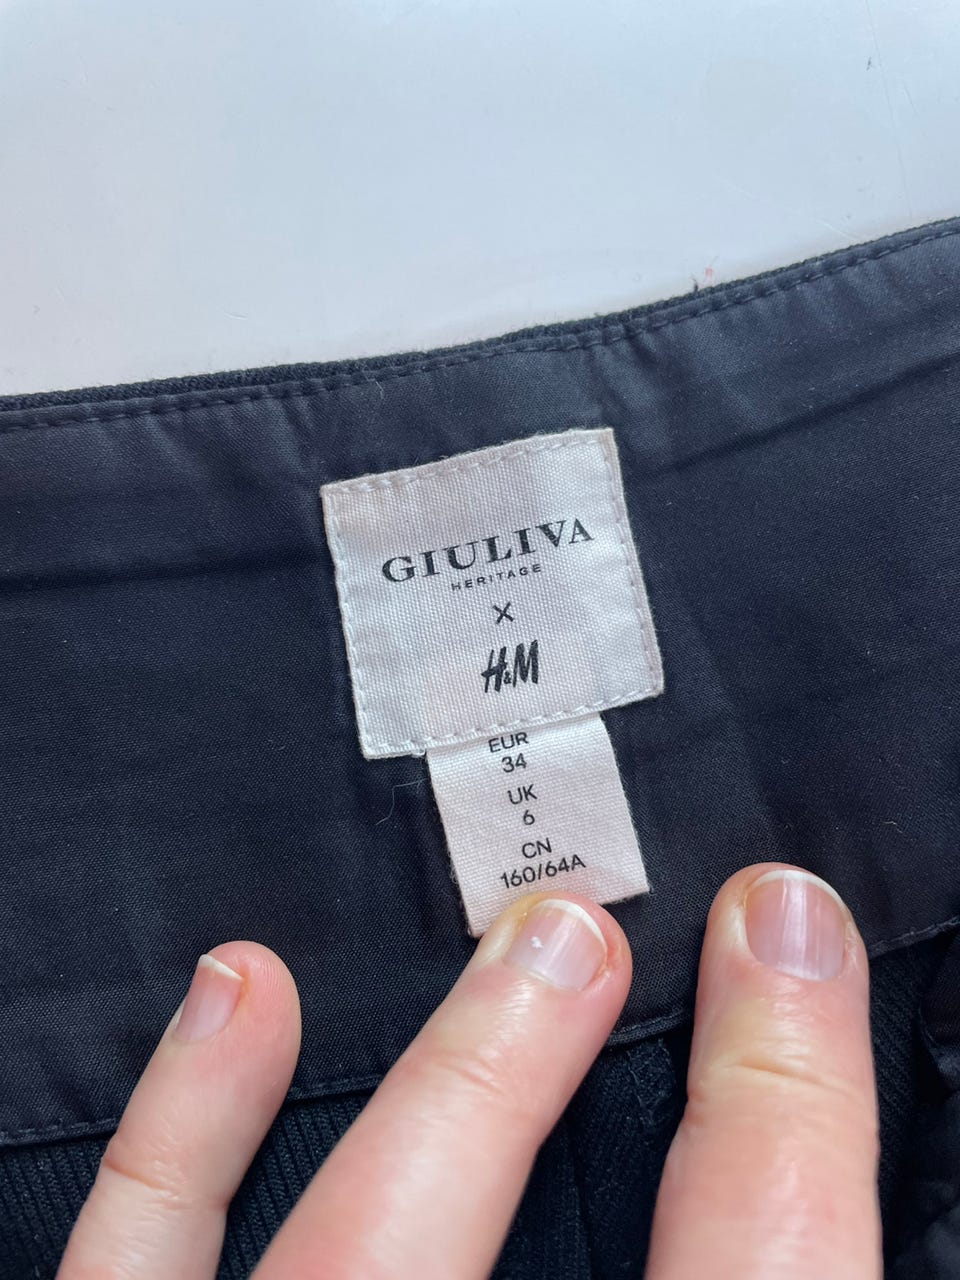 GIULIVA
HERITAGE
X
H&M
EUR
34
UK
6
CN
160/64A